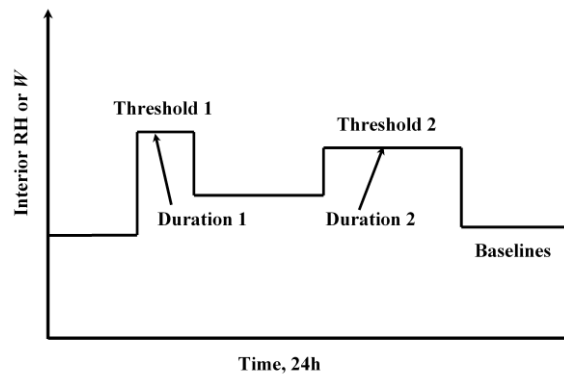 Interior RH or W
Threshold 1
Threshold 2
Duration 1
Duration 2
Baselines
Time, 24h